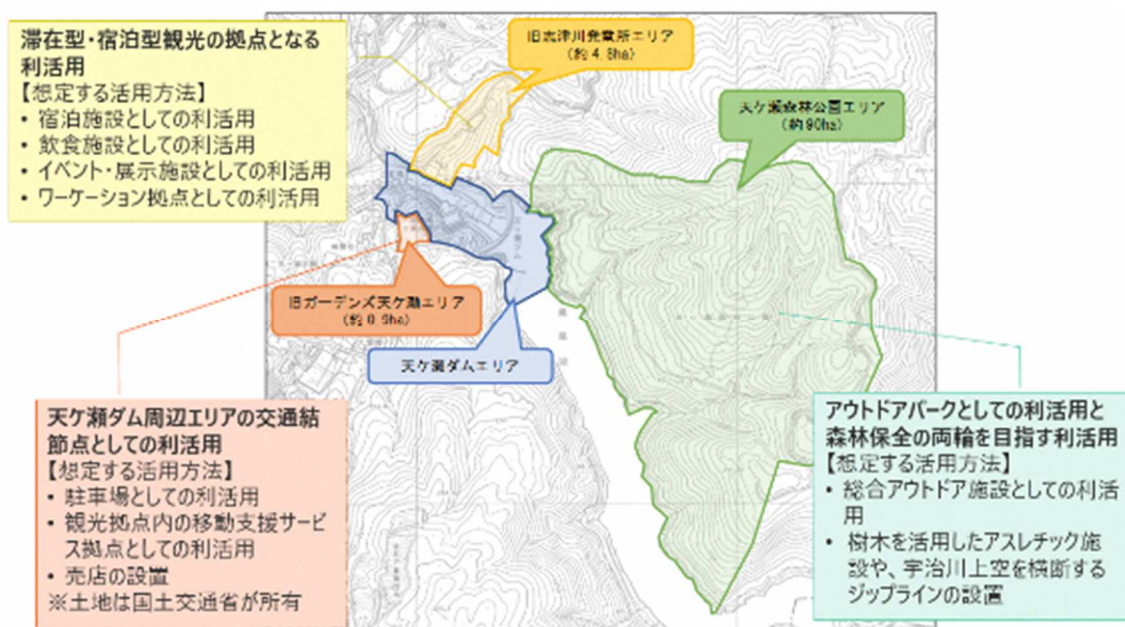 滞在型・宿泊型観光の拠点となる
利活用
【想定する活用方法】
• 宿泊施設としての利活用
• 飲食施設としての利活用
• イベント・展示施設としての利活用
• ワーケーション拠点としての利活用
旧志津川発電所エリア
(約4.8ha)
天ケ瀬森林公園エリア
(約90ha)
旧ガーデンズ天ケ瀬エリア
(約0.9ha)
天ケ瀬ダムエリア
天ケ瀬ダム周辺エリアの交通結
節点としての利活用
【想定する活用方法】
• 駐車場としての利活用
• 観光拠点内の移動支援サービ
ス拠点としての利活用
• 売店の設置
※土地は国土交通省が所有
アウトドアパークとしての利活用と
森林保全の両輪を目指す利活用
【想定する活用方法】
• 総合アウトドア施設としての利活
用
• 樹木を活用したアスレチック施
設や、宇治川上空を横断する
ジップラインの設置